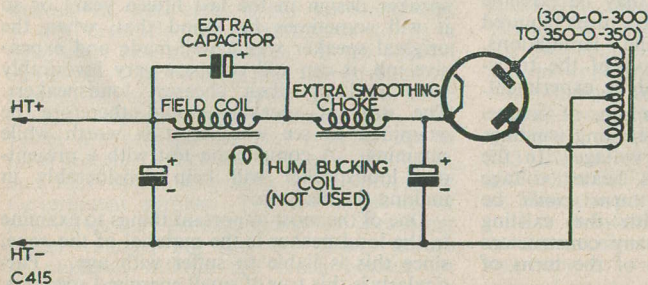 (300-0-300
TO 350-0-350)
EXTRA
CAPACITOR
- +
HT+
FIELD COIL
EXTRA SMOOTHING
CHOKE
+
-
HUM BUCKING
COIL
(NOT USED)
+
-
HT-
C415